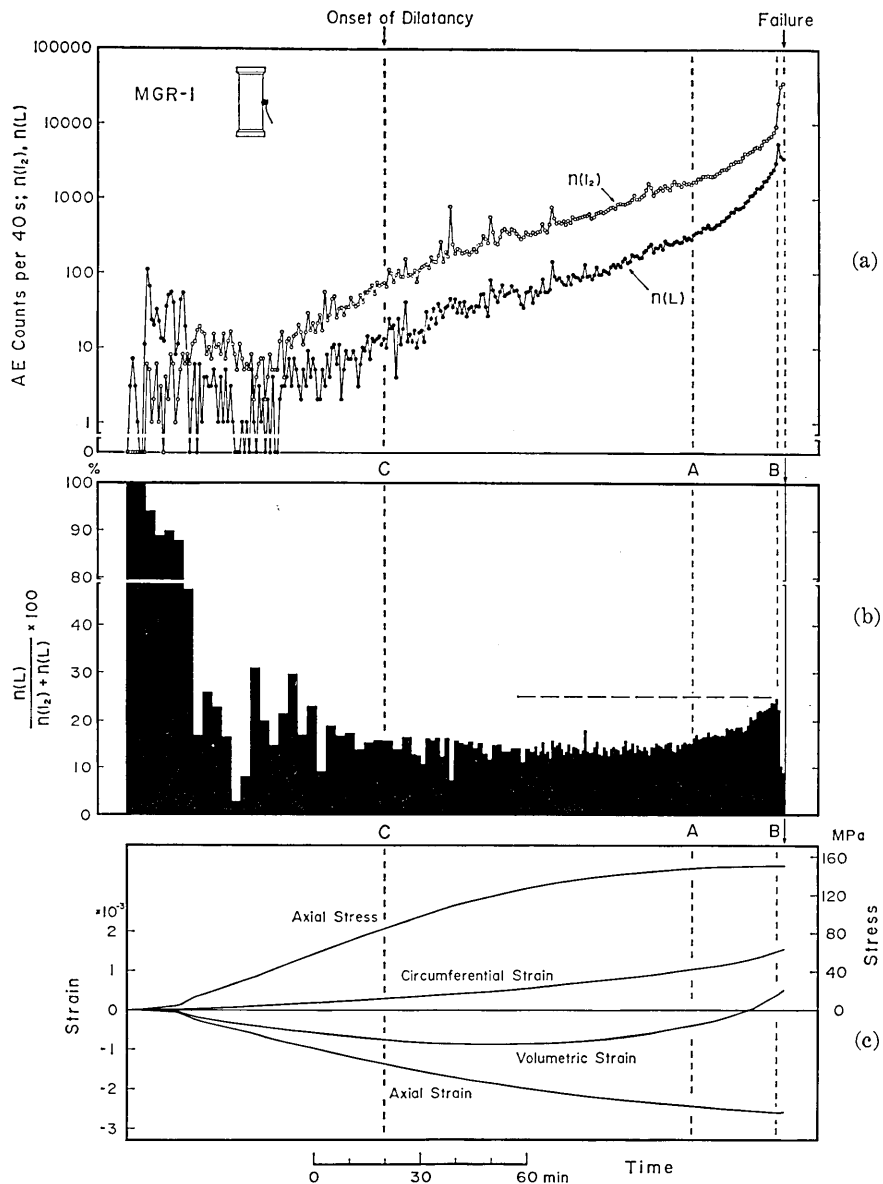 Onset of Dilatancy
Failure
100000
10000
1000
100
10
1
0
AE Counts per 40 s; n(I₂), n(L)
MGR-1
n(I₂)
n(L)
(a)
%
C
A
B
100
90
80
30
20
10
0
n(L)
n(I₂) + n(L)
× 100
(b)
C
A
B
MPa
×10⁻³
2
1
0
-1
-2
-3
Strain
Axial Stress
Circumferential Strain
Volumetric Strain
Axial Strain
160
120
80
40
0
Stress
(c)
0
30
60 min
Time